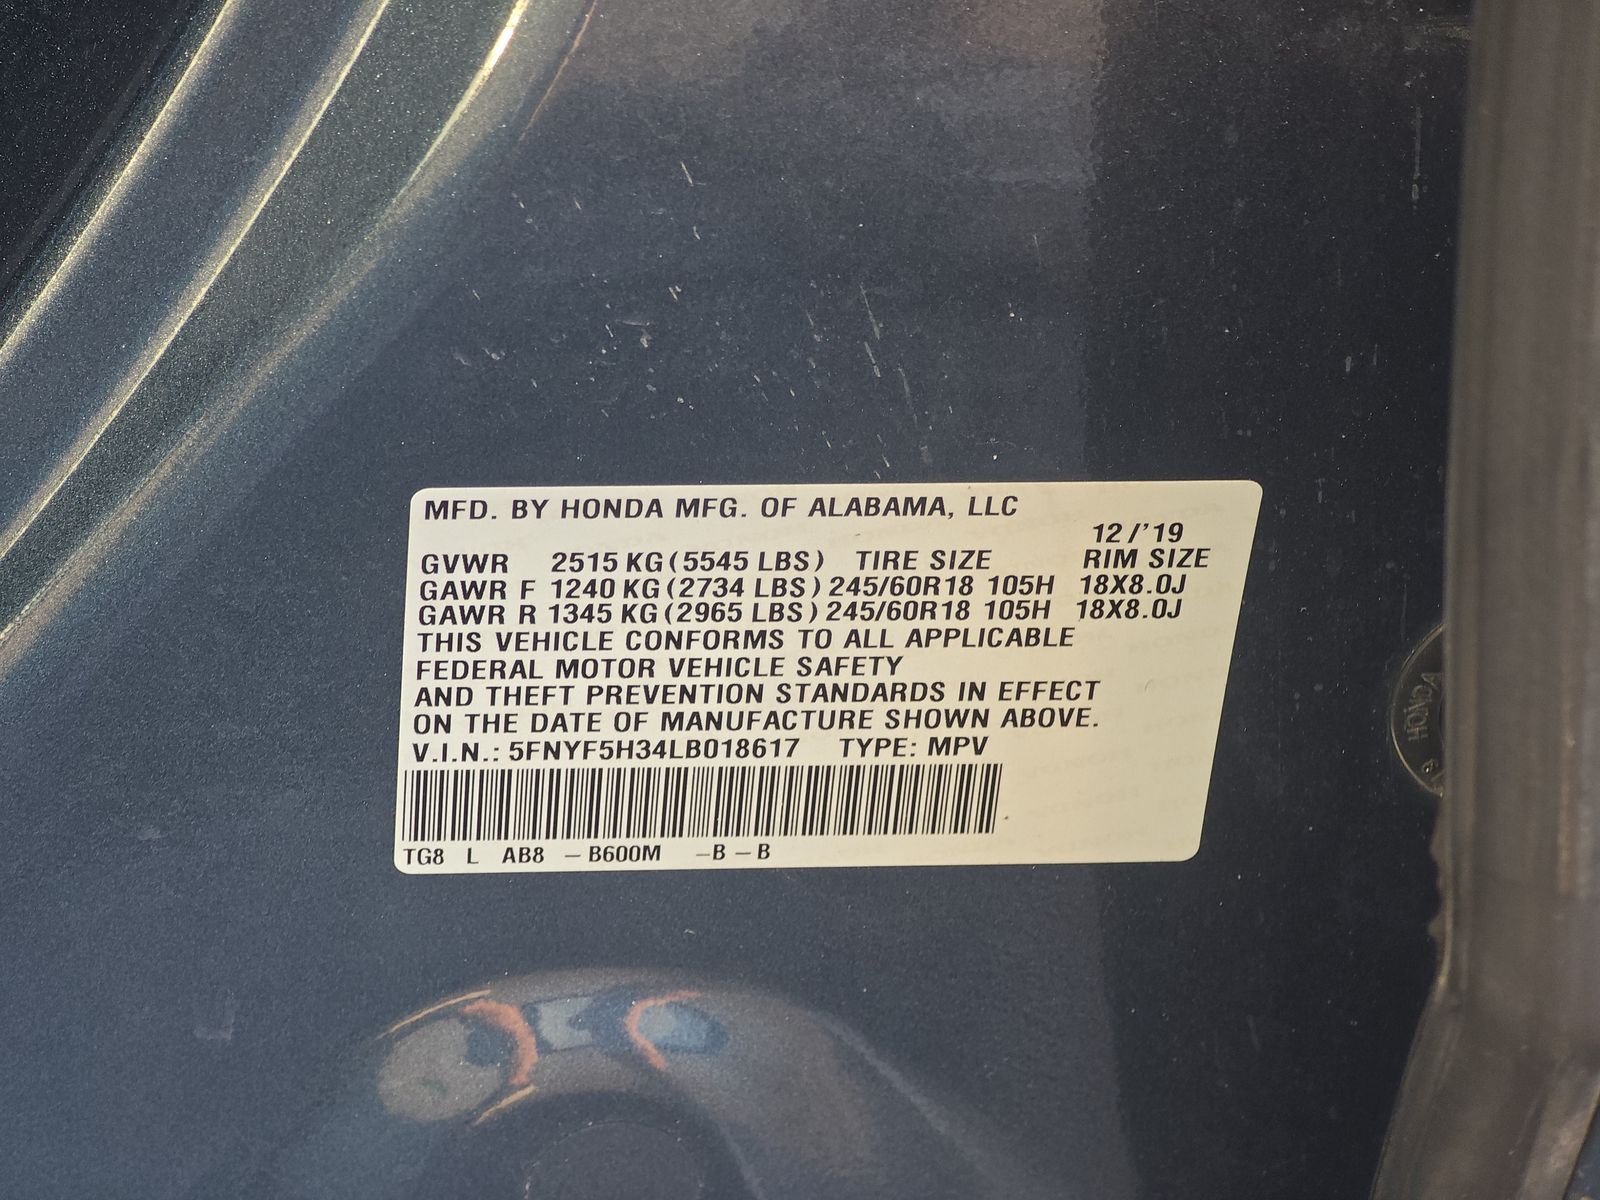 MFD. BY HONDA MFG. OF ALABAMA, LLC
12/'19
GVWR 2515 KG (5545 LBS) TIRE SIZE RIM SIZE
GAWR F 1240 KG (2734 LBS) 245/60R18 105H 18X8.0J
GAWR R 1345 KG (2965 LBS) 245/60R18 105H 18X8.0J
THIS VEHICLE CONFORMS TO ALL APPLICABLE
FEDERAL MOTOR VEHICLE SAFETY
AND THEFT PREVENTION STANDARDS IN EFFECT
ON THE DATE OF MANUFACTURE SHOWN ABOVE.
V.I.N.: 5FNYF5H34LB018617 TYPE: MPV
TG8 L AB8 – B600M – B – B
HONDA